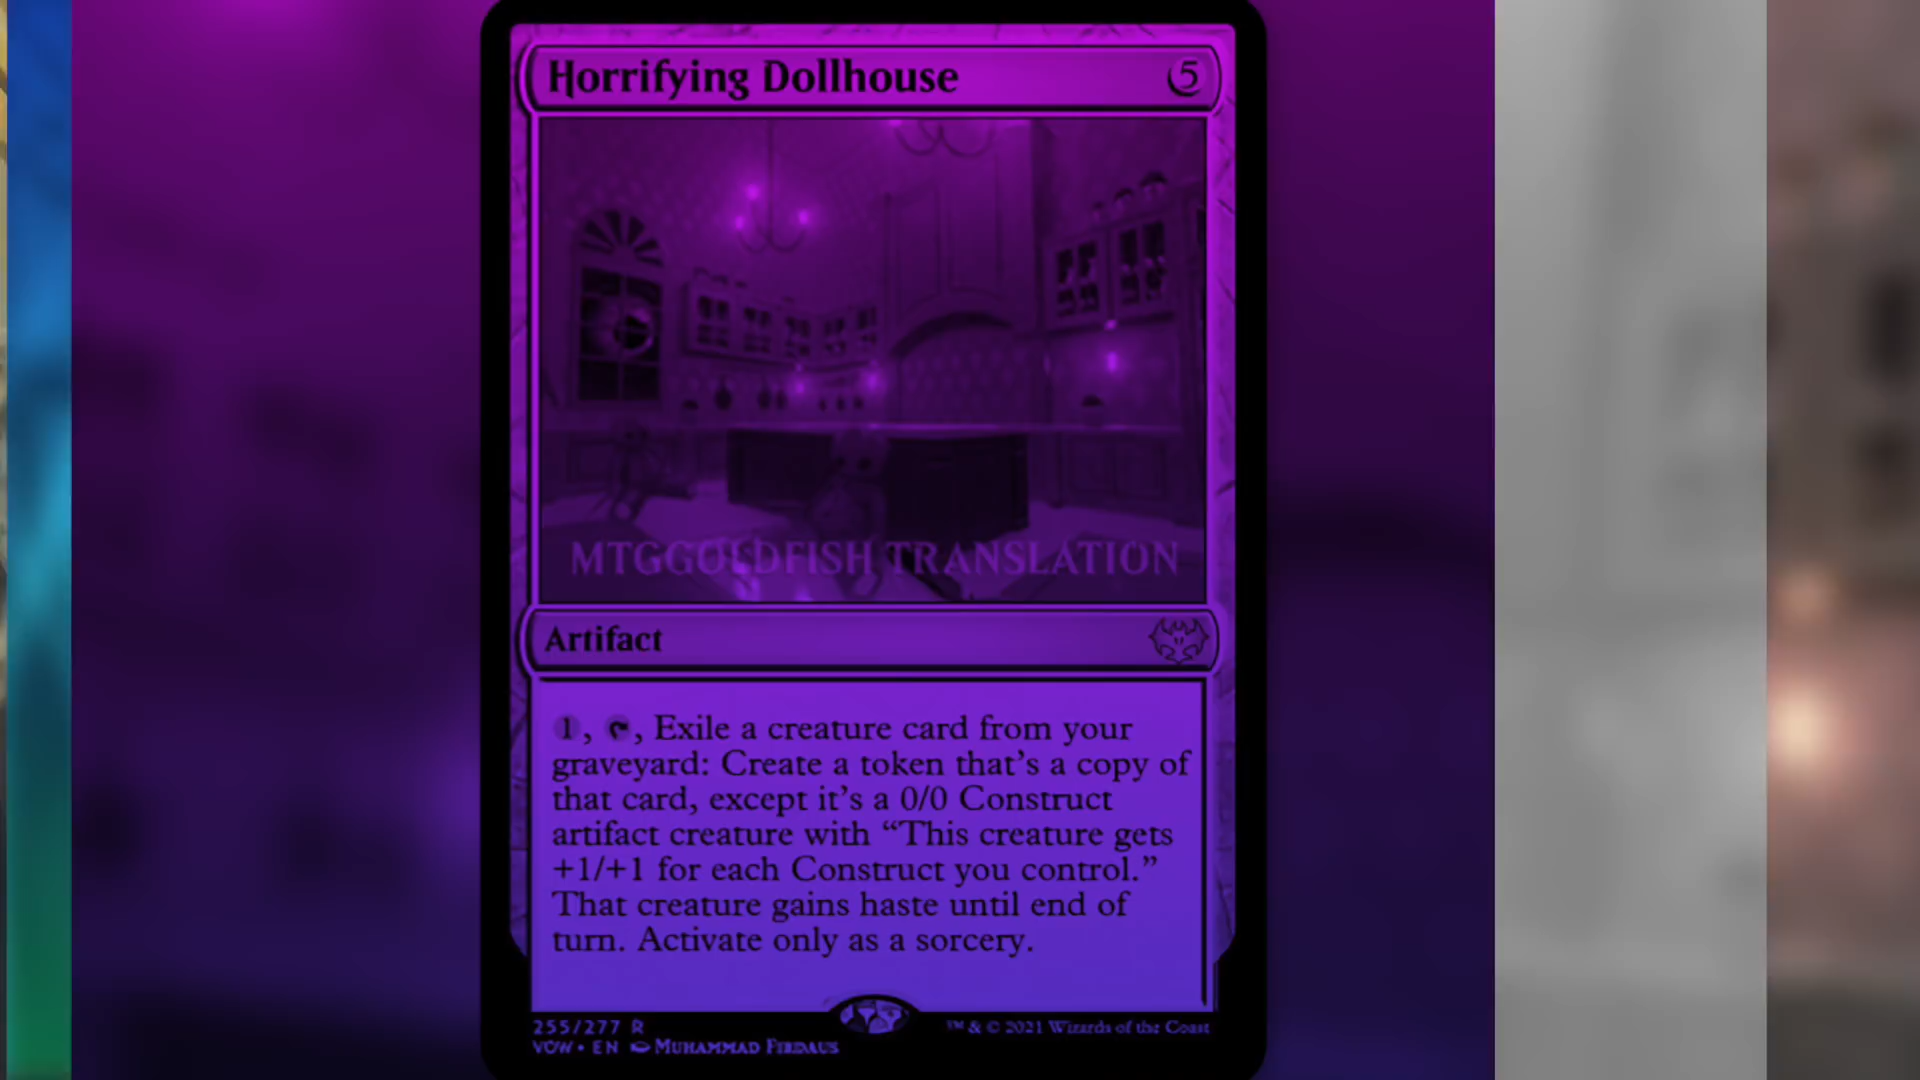 Horrifying Dollhouse 5
MTGGOLDFISH TRANSLATION
Artifact
1, , Exile a creature card from your
graveyard: Create a token that's a copy of
that card, except it's a 0/0 Construct
artifact creature with “This creature gets
+1/+1 for each Construct you control.”
That creature gains haste until end of
turn. Activate only as a sorcery.
255/277 R
™ & © 2021 Wizards of the Coast
VOW • EN Muhammad Firdaus